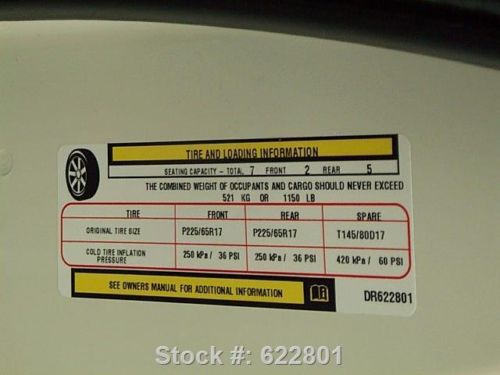 TIRE AND LOADING INFORMATION
SEATING CAPACITY - TOTAL 7 FRONT 2 REAR 5
THE COMBINED WEIGHT OF OCCUPANTS AND CARGO SHOULD NEVER EXCEED
521 KG OR 1150 LB
TIRE FRONT REAR SPARE
ORIGINAL TIRE SIZE P225/65R17 P225/65R17 T145/80D17
COLD TIRE INFLATION PRESSURE 250 kPa / 36 PSI 250 kPa / 36 PSI 420 kPa / 60 PSI
SEE OWNERS MANUAL FOR ADDITIONAL INFORMATION
DR622801
Stock #: 622801